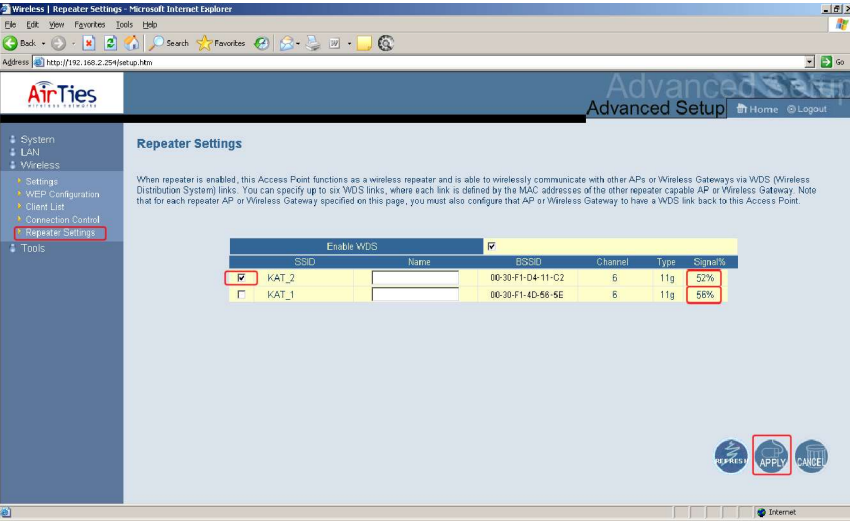 Wireless | Repeater Settings - Microsoft Internet Explorer
File Edit View Favorites Tools Help
Back Search Favorites
Address http://192.168.2.254/setup.htm Go
AirTies
wireless networks
Advanced Setup
Advanced Setup Home Logout
System
LAN
Wireless
Settings
WEP Configuration
Client List
Connection Control
Repeater Settings
Tools
Repeater Settings
When repeater is enabled, this Access Point functions as a wireless repeater and is able to wirelessly communicate with other APs or Wireless Gateways via WDS (Wireless
Distribution System) links. You can specify up to six WDS links, where each link is defined by the MAC addresses of the other repeater capable AP or Wireless Gateway. Note
that for each repeater AP or Wireless Gateway specified on this page, you must also configure that AP or Wireless Gateway to have a WDS link back to this Access Point.
Enable WDS
SSID Name BSSID Channel Type Signal%
KAT_2 00-30-F1-D4-11-C2 6 11g 52%
KAT_1 00-30-F1-4D-56-5E 6 11g 56%
REFRESH APPLY CANCEL
Internet